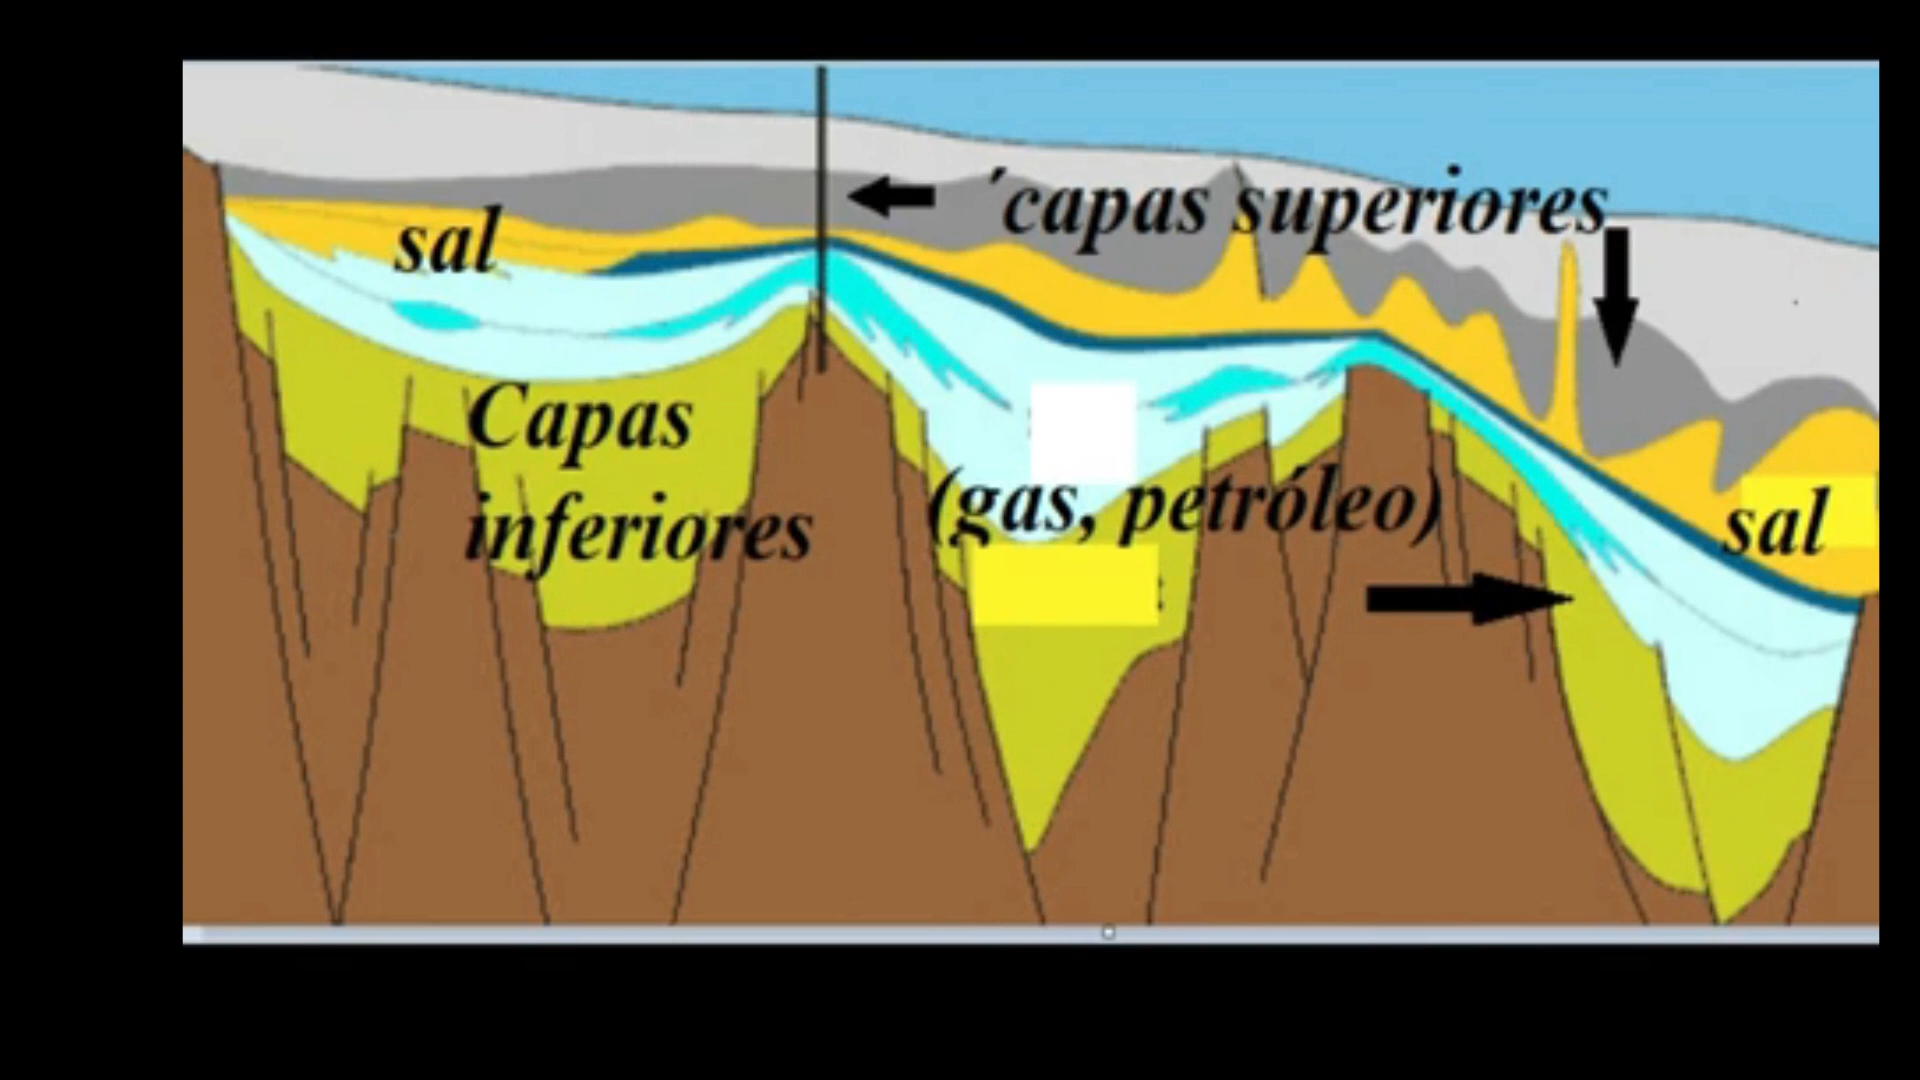 ´capas superiores
sal
Capas
inferiores
(gas, petróleo)
sal